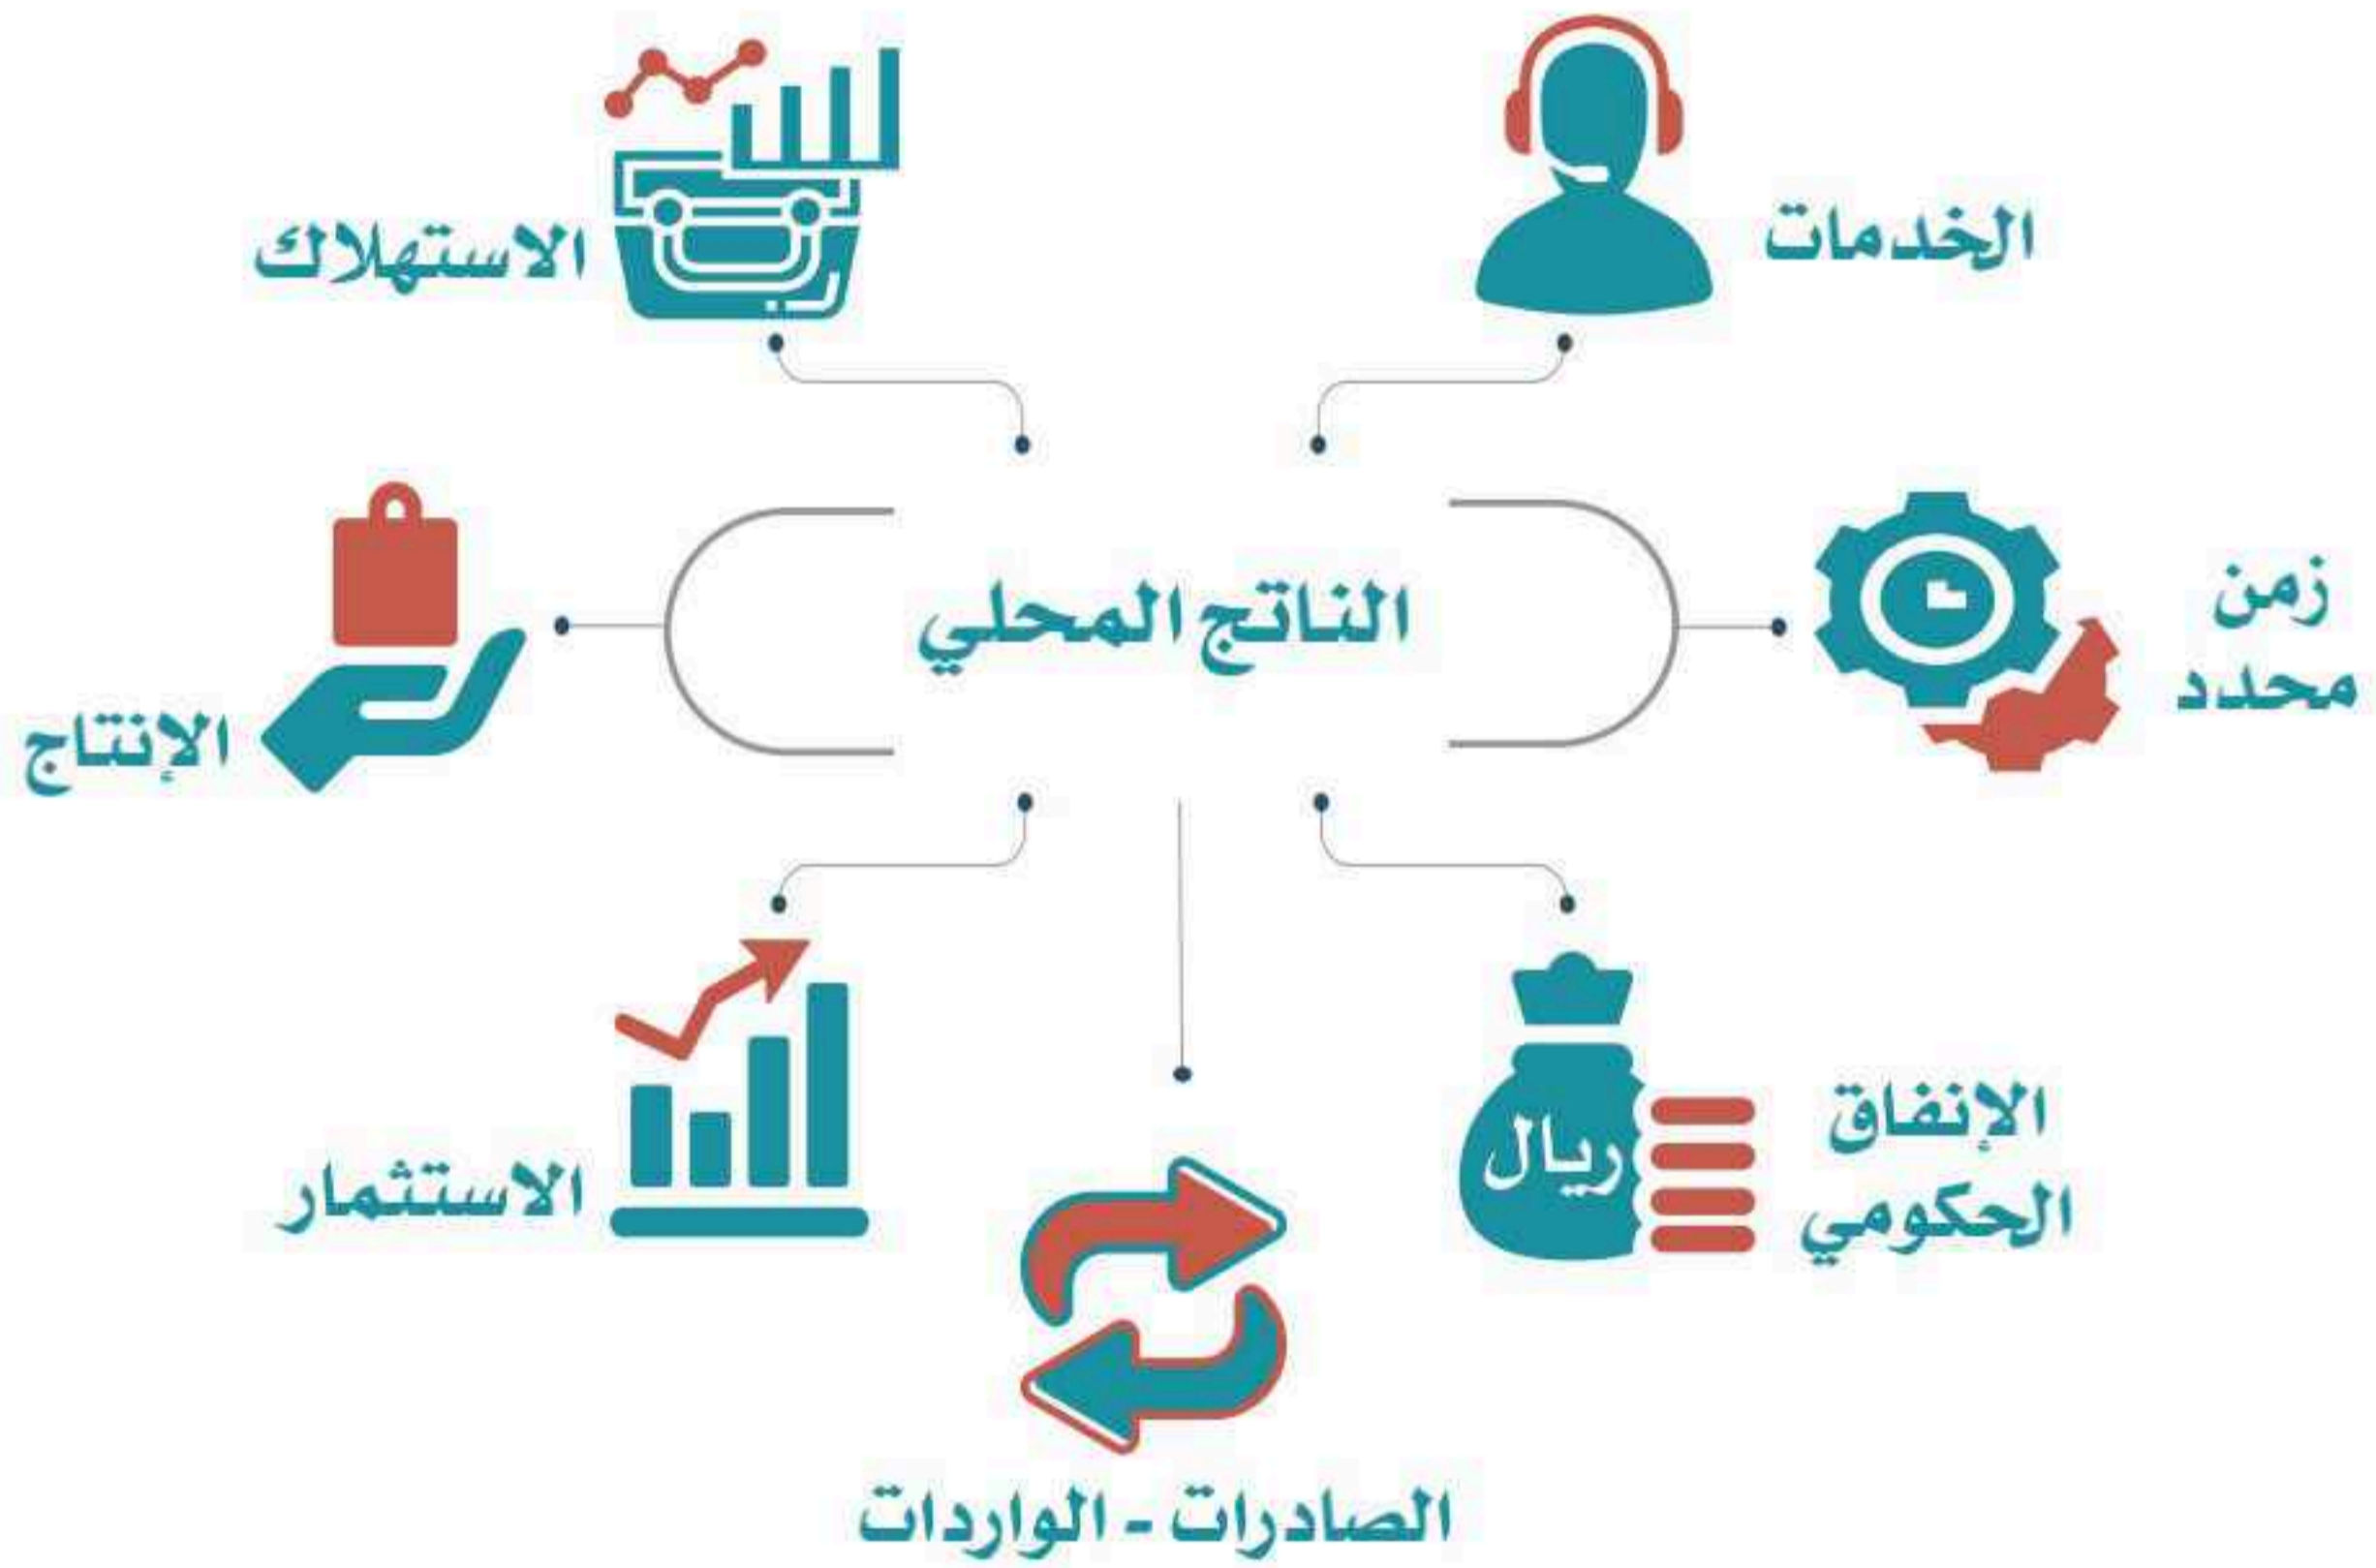 الخدمات
الاستهلاك
زمن
محدد
الناتج المحلي
الإنتاج
الإنفاق
الحكومي
ريال
الاستثمار
الصادرات - الواردات